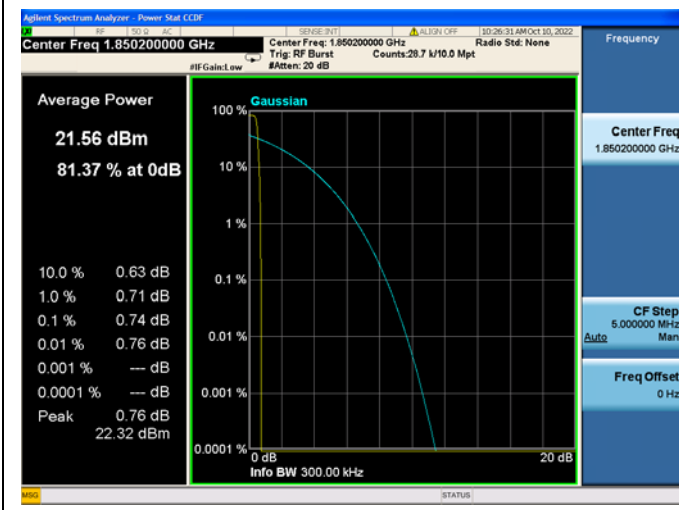 Agilent Spectrum Analyzer - Power Stat CCDF
RF 50 Ω AC SENSE:INT ALIGN OFF 10:26:31 AM Oct 10, 2022
Center Freq 1.850200000 GHz
Center Freq: 1.850200000 GHz Radio Std: None
Trig: RF Burst Counts:28.7 k/10.0 Mpt
#IFGain:Low #Atten: 20 dB
Frequency
Average Power
21.56 dBm
81.37 % at 0dB
10.0 % 0.63 dB
1.0 % 0.71 dB
0.1 % 0.74 dB
0.01 % 0.76 dB
0.001 % --- dB
0.0001 % --- dB
Peak 0.76 dB
22.32 dBm
Gaussian
100 %
10 %
1 %
0.1 %
0.01 %
0.001 %
0.0001 %
0 dB 20 dB
Info BW 300.00 kHz
Center Freq
1.850200000 GHz
CF Step
5.000000 MHz
Auto Man
Freq Offset
0 Hz
MSG STATUS